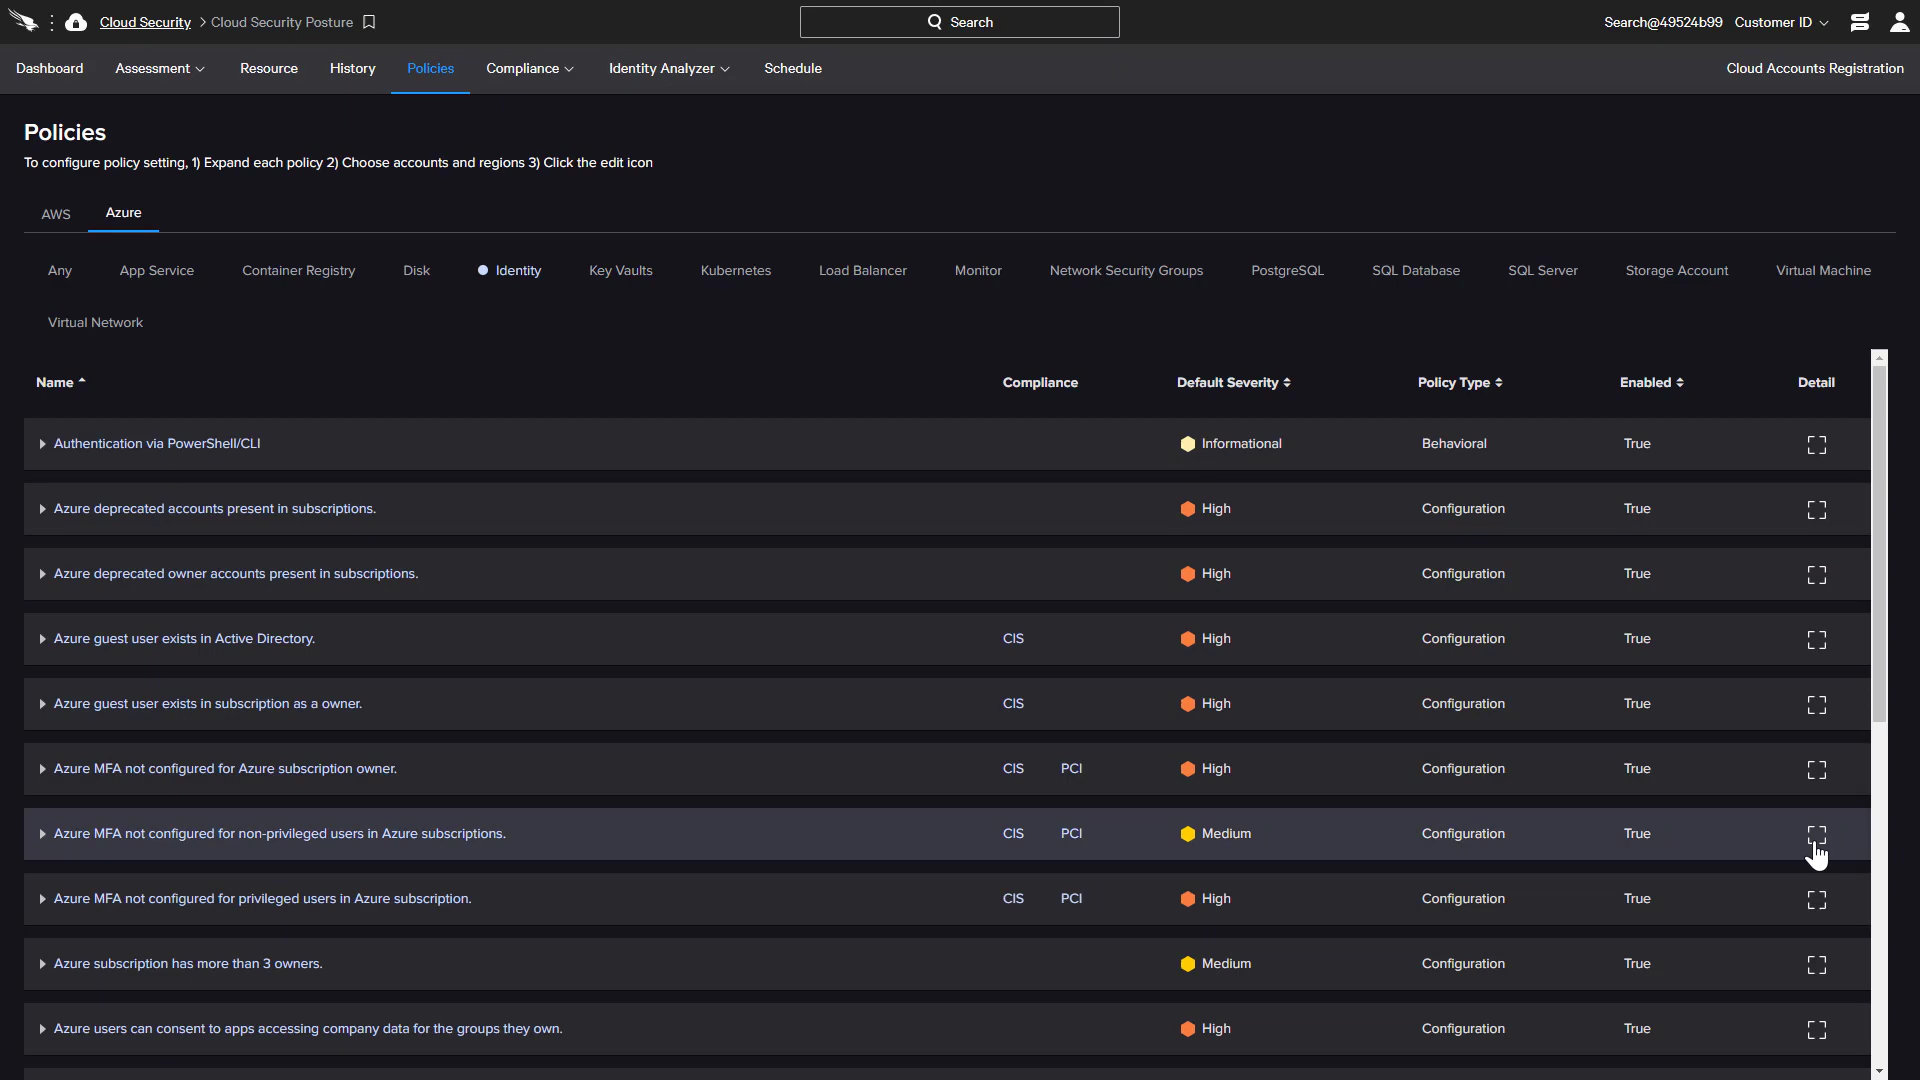 Cloud Security > Cloud Security Posture
Search
Search@49524b99 Customer ID
Dashboard Assessment Resource History Policies Compliance Identity Analyzer Schedule Cloud Accounts Registration
Policies
To configure policy setting, 1) Expand each policy 2) Choose accounts and regions 3) Click the edit icon
AWS Azure
Any App Service Container Registry Disk Identity Key Vaults Kubernetes Load Balancer Monitor Network Security Groups PostgreSQL SQL Database SQL Server Storage Account Virtual Machine
Virtual Network
Name Compliance Default Severity Policy Type Enabled Detail
Authentication via PowerShell/CLI Informational Behavioral True
Azure deprecated accounts present in subscriptions. High Configuration True
Azure deprecated owner accounts present in subscriptions. High Configuration True
Azure guest user exists in Active Directory. CIS High Configuration True
Azure guest user exists in subscription as a owner. CIS High Configuration True
Azure MFA not configured for Azure subscription owner. CIS PCI High Configuration True
Azure MFA not configured for non-privileged users in Azure subscriptions. CIS PCI Medium Configuration True
Azure MFA not configured for privileged users in Azure subscription. CIS PCI High Configuration True
Azure subscription has more than 3 owners. Medium Configuration True
Azure users can consent to apps accessing company data for the groups they own. High Configuration True